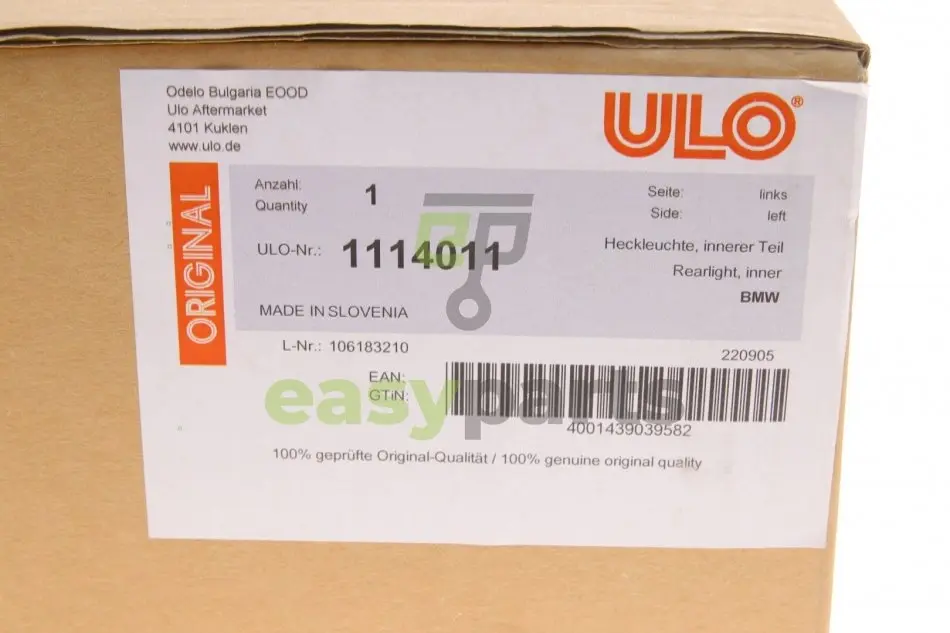 Odelo Bulgaria EOOD
Ulo Aftermarket
4101 Kuklen
www.ulo.de
ULO®
ORIGINAL
Anzahl: 1
Quantity
Seite: links
Side: left
ULO-Nr.: 1114011
Heckleuchte, innerer Teil
Rearlight, inner
BMW
MADE IN SLOVENIA
L-Nr.: 106183210
220905
EAN:
GTiN:
4001439039582
easyparts
100% geprüfte Original-Qualität / 100% genuine original quality